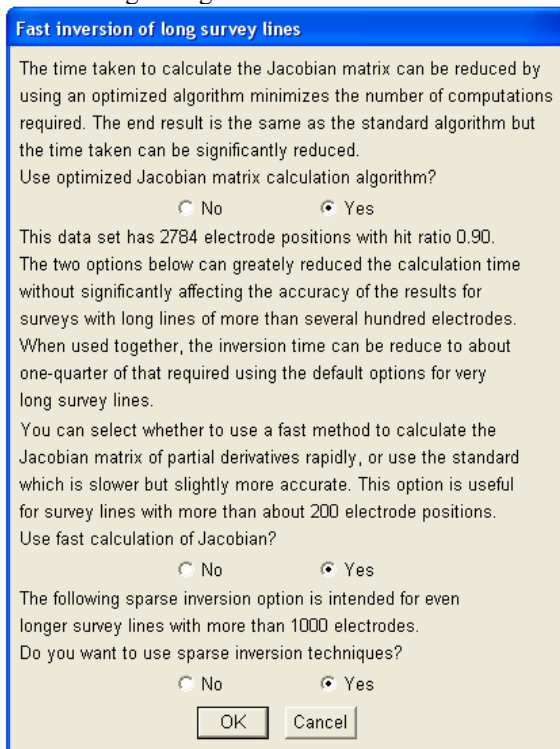 Fast inversion of long survey lines
The time taken to calculate the Jacobian matrix can be reduced by
using an optimized algorithm minimizes the number of computations
required. The end result is the same as the standard algorithm but
the time taken can be significantly reduced.
Use optimized Jacobian matrix calculation algorithm?
No Yes
This data set has 2784 electrode positions with hit ratio 0.90.
The two options below can greately reduced the calculation time
without significantly affecting the accuracy of the results for
surveys with long lines of more than several hundred electrodes.
When used together, the inversion time can be reduce to about
one-quarter of that required using the default options for very
long survey lines.
You can select whether to use a fast method to calculate the
Jacobian matrix of partial derivatives rapidly, or use the standard
which is slower but slightly more accurate. This option is useful
for survey lines with more than about 200 electrode positions.
Use fast calculation of Jacobian?
No Yes
The following sparse inversion option is intended for even
longer survey lines with more than 1000 electrodes.
Do you want to use sparse inversion techniques?
No Yes
OK Cancel